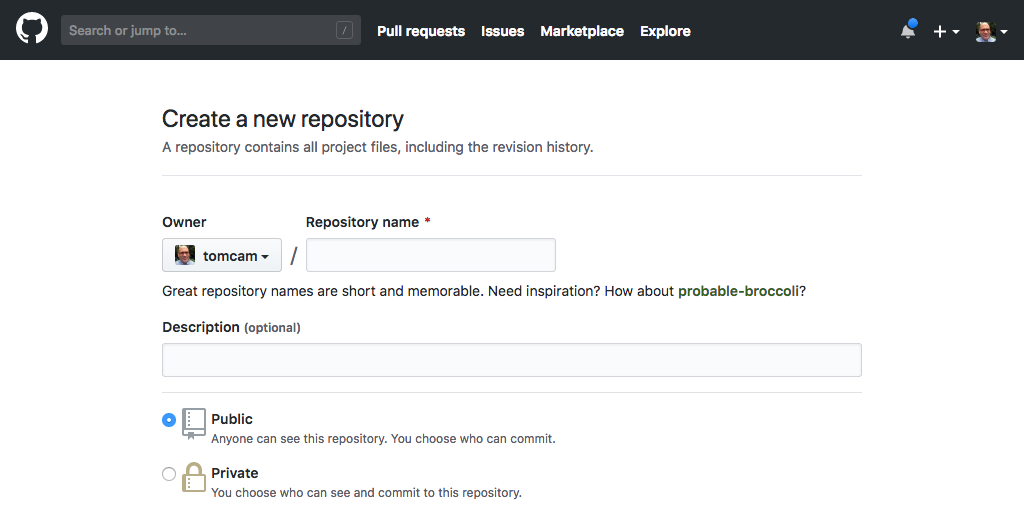 Search or jump to... /
Pull requests Issues Marketplace Explore
Create a new repository
A repository contains all project files, including the revision history.
Owner Repository name *
tomcam /
Great repository names are short and memorable. Need inspiration? How about probable-broccoli?
Description (optional)
Public
Anyone can see this repository. You choose who can commit.
Private
You choose who can see and commit to this repository.